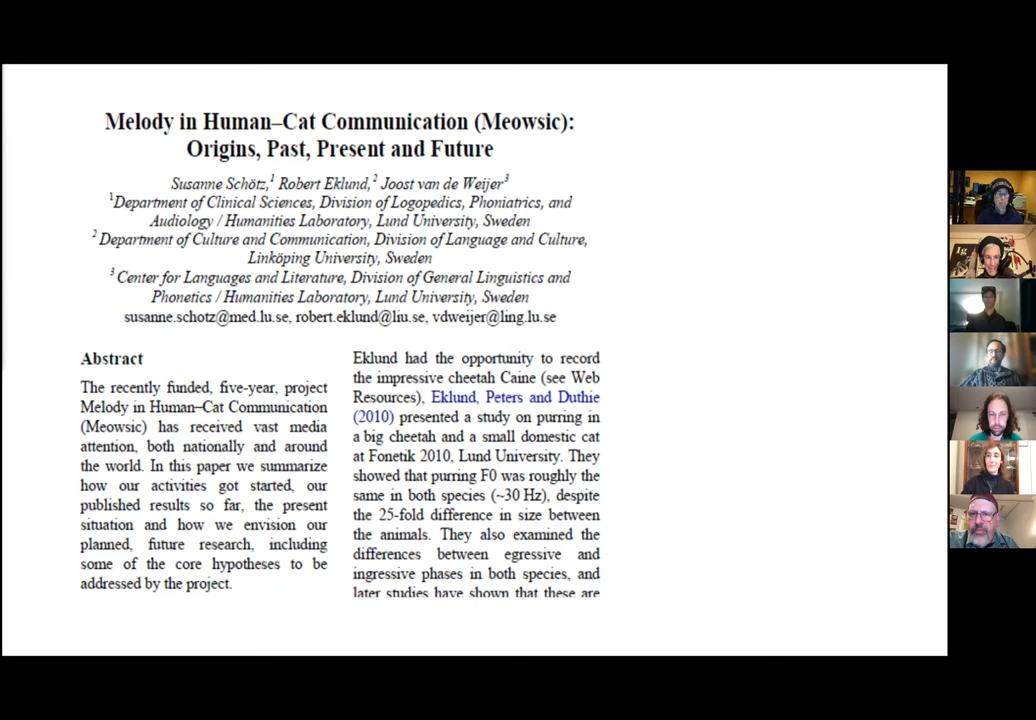 Melody in Human–Cat Communication (Meowsic):
Origins, Past, Present and Future
Susanne Schötz,1 Robert Eklund,2 Joost van de Weijer3
1Department of Clinical Sciences, Division of Logopedics, Phoniatrics, and
Audiology / Humanities Laboratory, Lund University, Sweden
2 Department of Culture and Communication, Division of Language and Culture,
Linköping University, Sweden
3 Center for Languages and Literature, Division of General Linguistics and
Phonetics / Humanities Laboratory, Lund University, Sweden
susanne.schotz@med.lu.se, robert.eklund@liu.se, vdweijer@ling.lu.se
Abstract
The recently funded, five-year, project
Melody in Human–Cat Communication
(Meowsic) has received vast media
attention, both nationally and around
the world. In this paper we summarize
how our activities got started, our
published results so far, the present
situation and how we envision our
planned, future research, including
some of the core hypotheses to be
addressed by the project.
Eklund had the opportunity to record
the impressive cheetah Caine (see Web
Resources), Eklund, Peters and Duthie
(2010) presented a study on purring in
a big cheetah and a small domestic cat
at Fonetik 2010, Lund University. They
showed that purring F0 was roughly the
same in both species (~30 Hz), despite
the 25-fold difference in size between
the animals. They also examined the
differences between egressive and
ingressive phases in both species, and
later studies have shown that these are
Ig